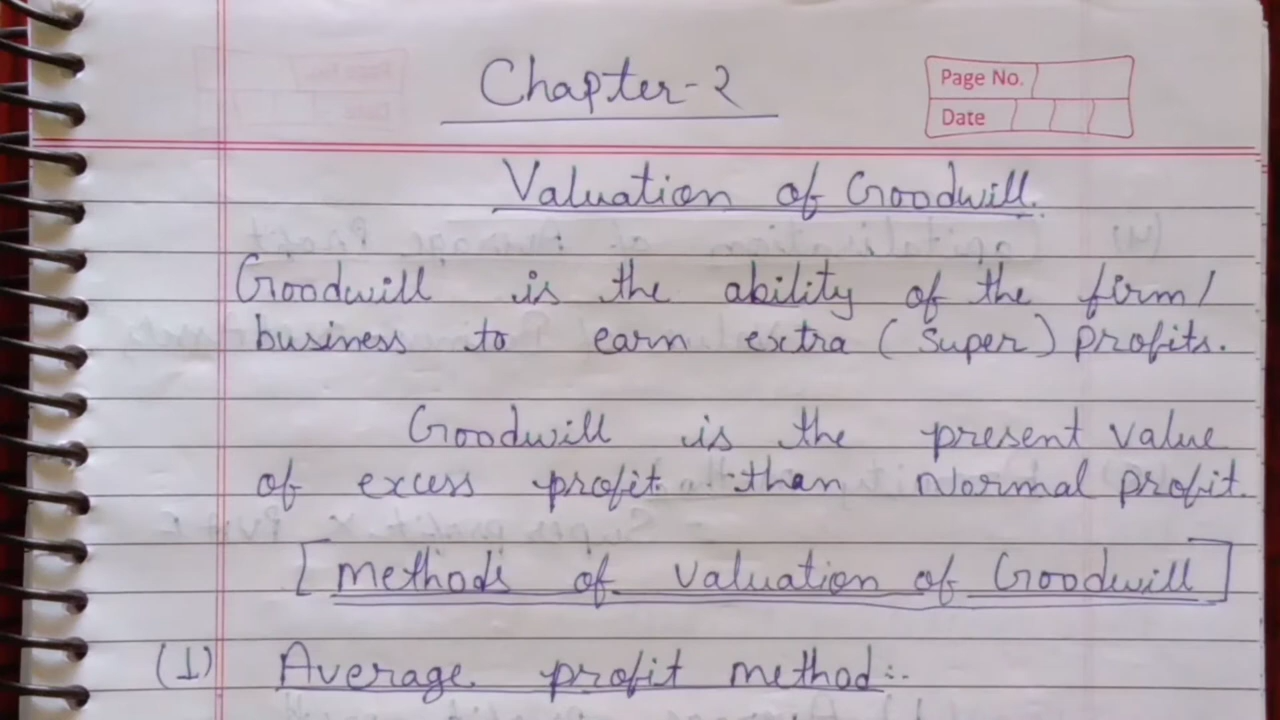 Chapter-2
Page No.
Date
Valuation of Goodwill.
Goodwill is the ability of the firm/
business to earn extra (Super) profits.
Goodwill is the present value
of excess profit than Normal profit.
[methods of valuation of Goodwill]
(1) Average profit method:-